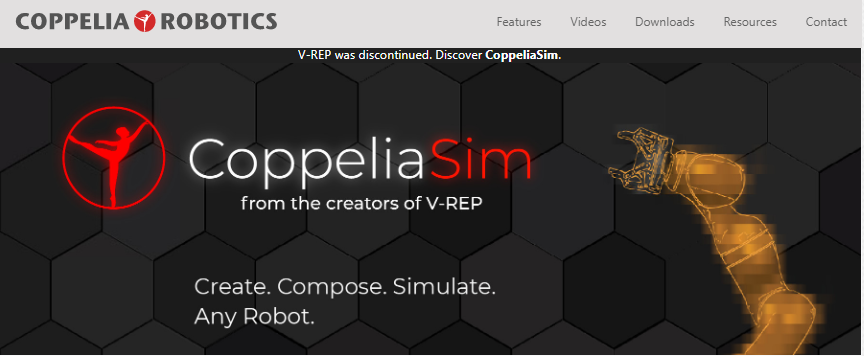 COPPELIA ROBOTICS
Features Videos Downloads Resources Contact
V-REP was discontinued. Discover CoppeliaSim.
CoppeliaSim
from the creators of V-REP
Create. Compose. Simulate.
Any Robot.